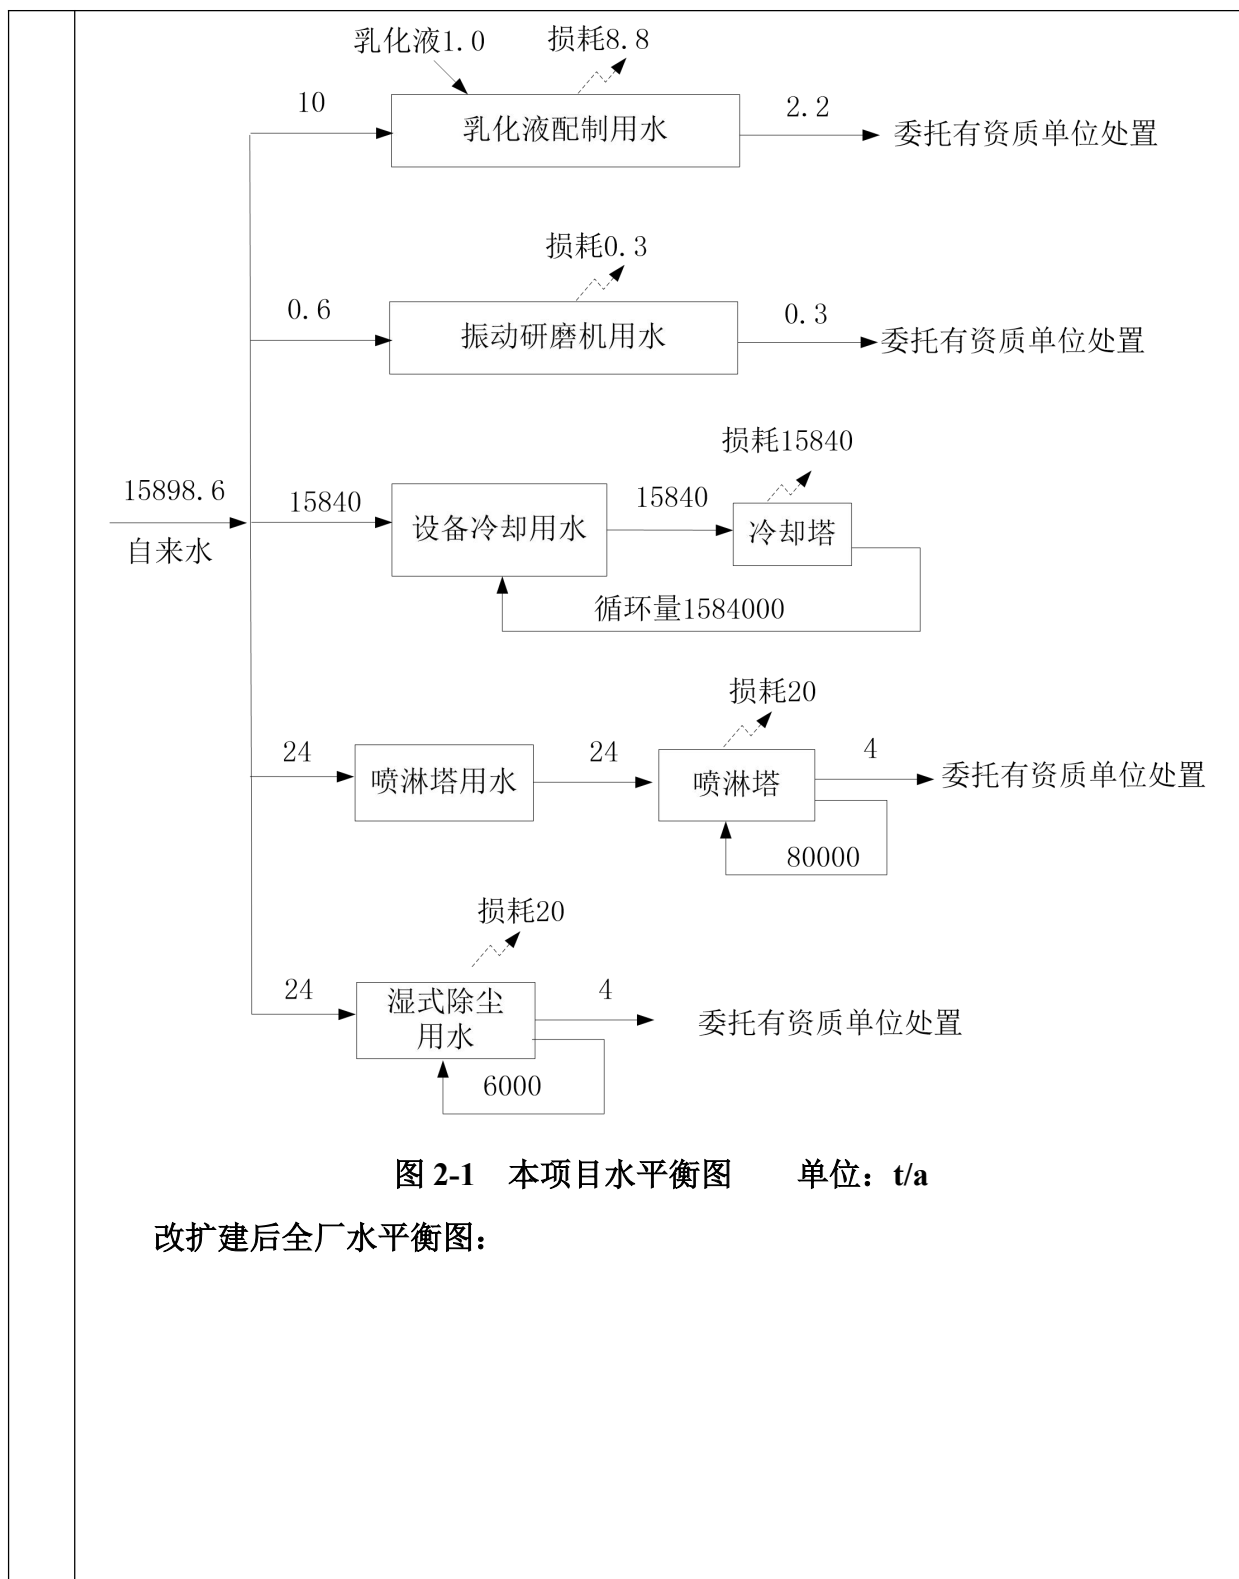 乳化液1.0
损耗8.8
10
乳化液配制用水
2.2
委托有资质单位处置
损耗0.3
0.6
振动研磨机用水
0.3
委托有资质单位处置
损耗15840
15898.6
自来水
15840
设备冷却用水
15840
冷却塔
循环量1584000
损耗20
24
喷淋塔用水
24
喷淋塔
4
委托有资质单位处置
80000
损耗20
24
湿式除尘
用水
4
委托有资质单位处置
6000
图 2-1 本项目水平衡图 单位：t/a
改扩建后全厂水平衡图：